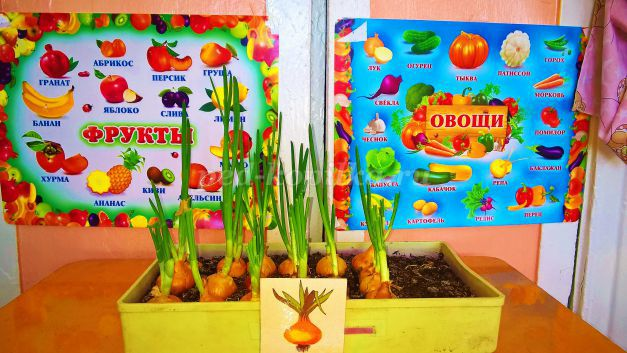 АБРИКОС
ГРАНАТ
ПЕРСИК
ГРУША
БАНАН
ЯБЛОКО
СЛИВА
ФРУКТЫ
ХУРМА
КИВИ
АНАНАС
ЛУК
ОГУРЕЦ
ТЫКВА
ПАТИССОН
ГОРОХ
СВЁКЛА
МОРКОВЬ
ОВОЩИ
ЧЕСНОК
ПОМИДОР
КАПУСТА
КАБАЧОК
РЕПА
БАКЛАЖАН
КАРТОФЕЛЬ
РЕДИС
ПЕРЕЦ